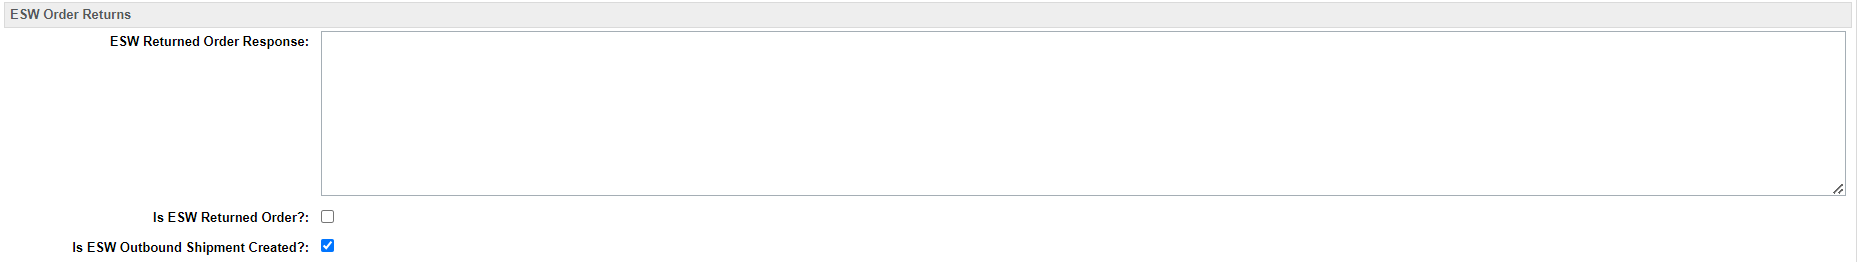 ESW Order Returns
ESW Returned Order Response:
Is ESW Returned Order?:
Is ESW Outbound Shipment Created?: